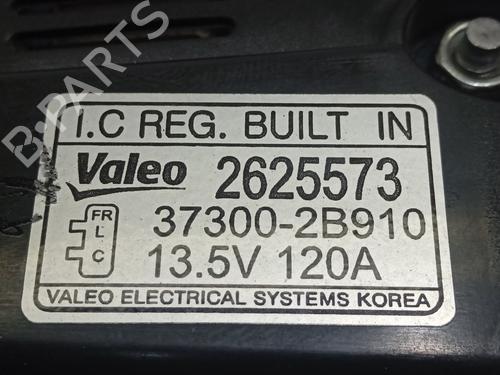 B-PARTS
I.C REG. BUILT IN
Valeo 2625573
FR
L
C
37300-2B910
13.5V 120A
VALEO ELECTRICAL SYSTEMS KOREA